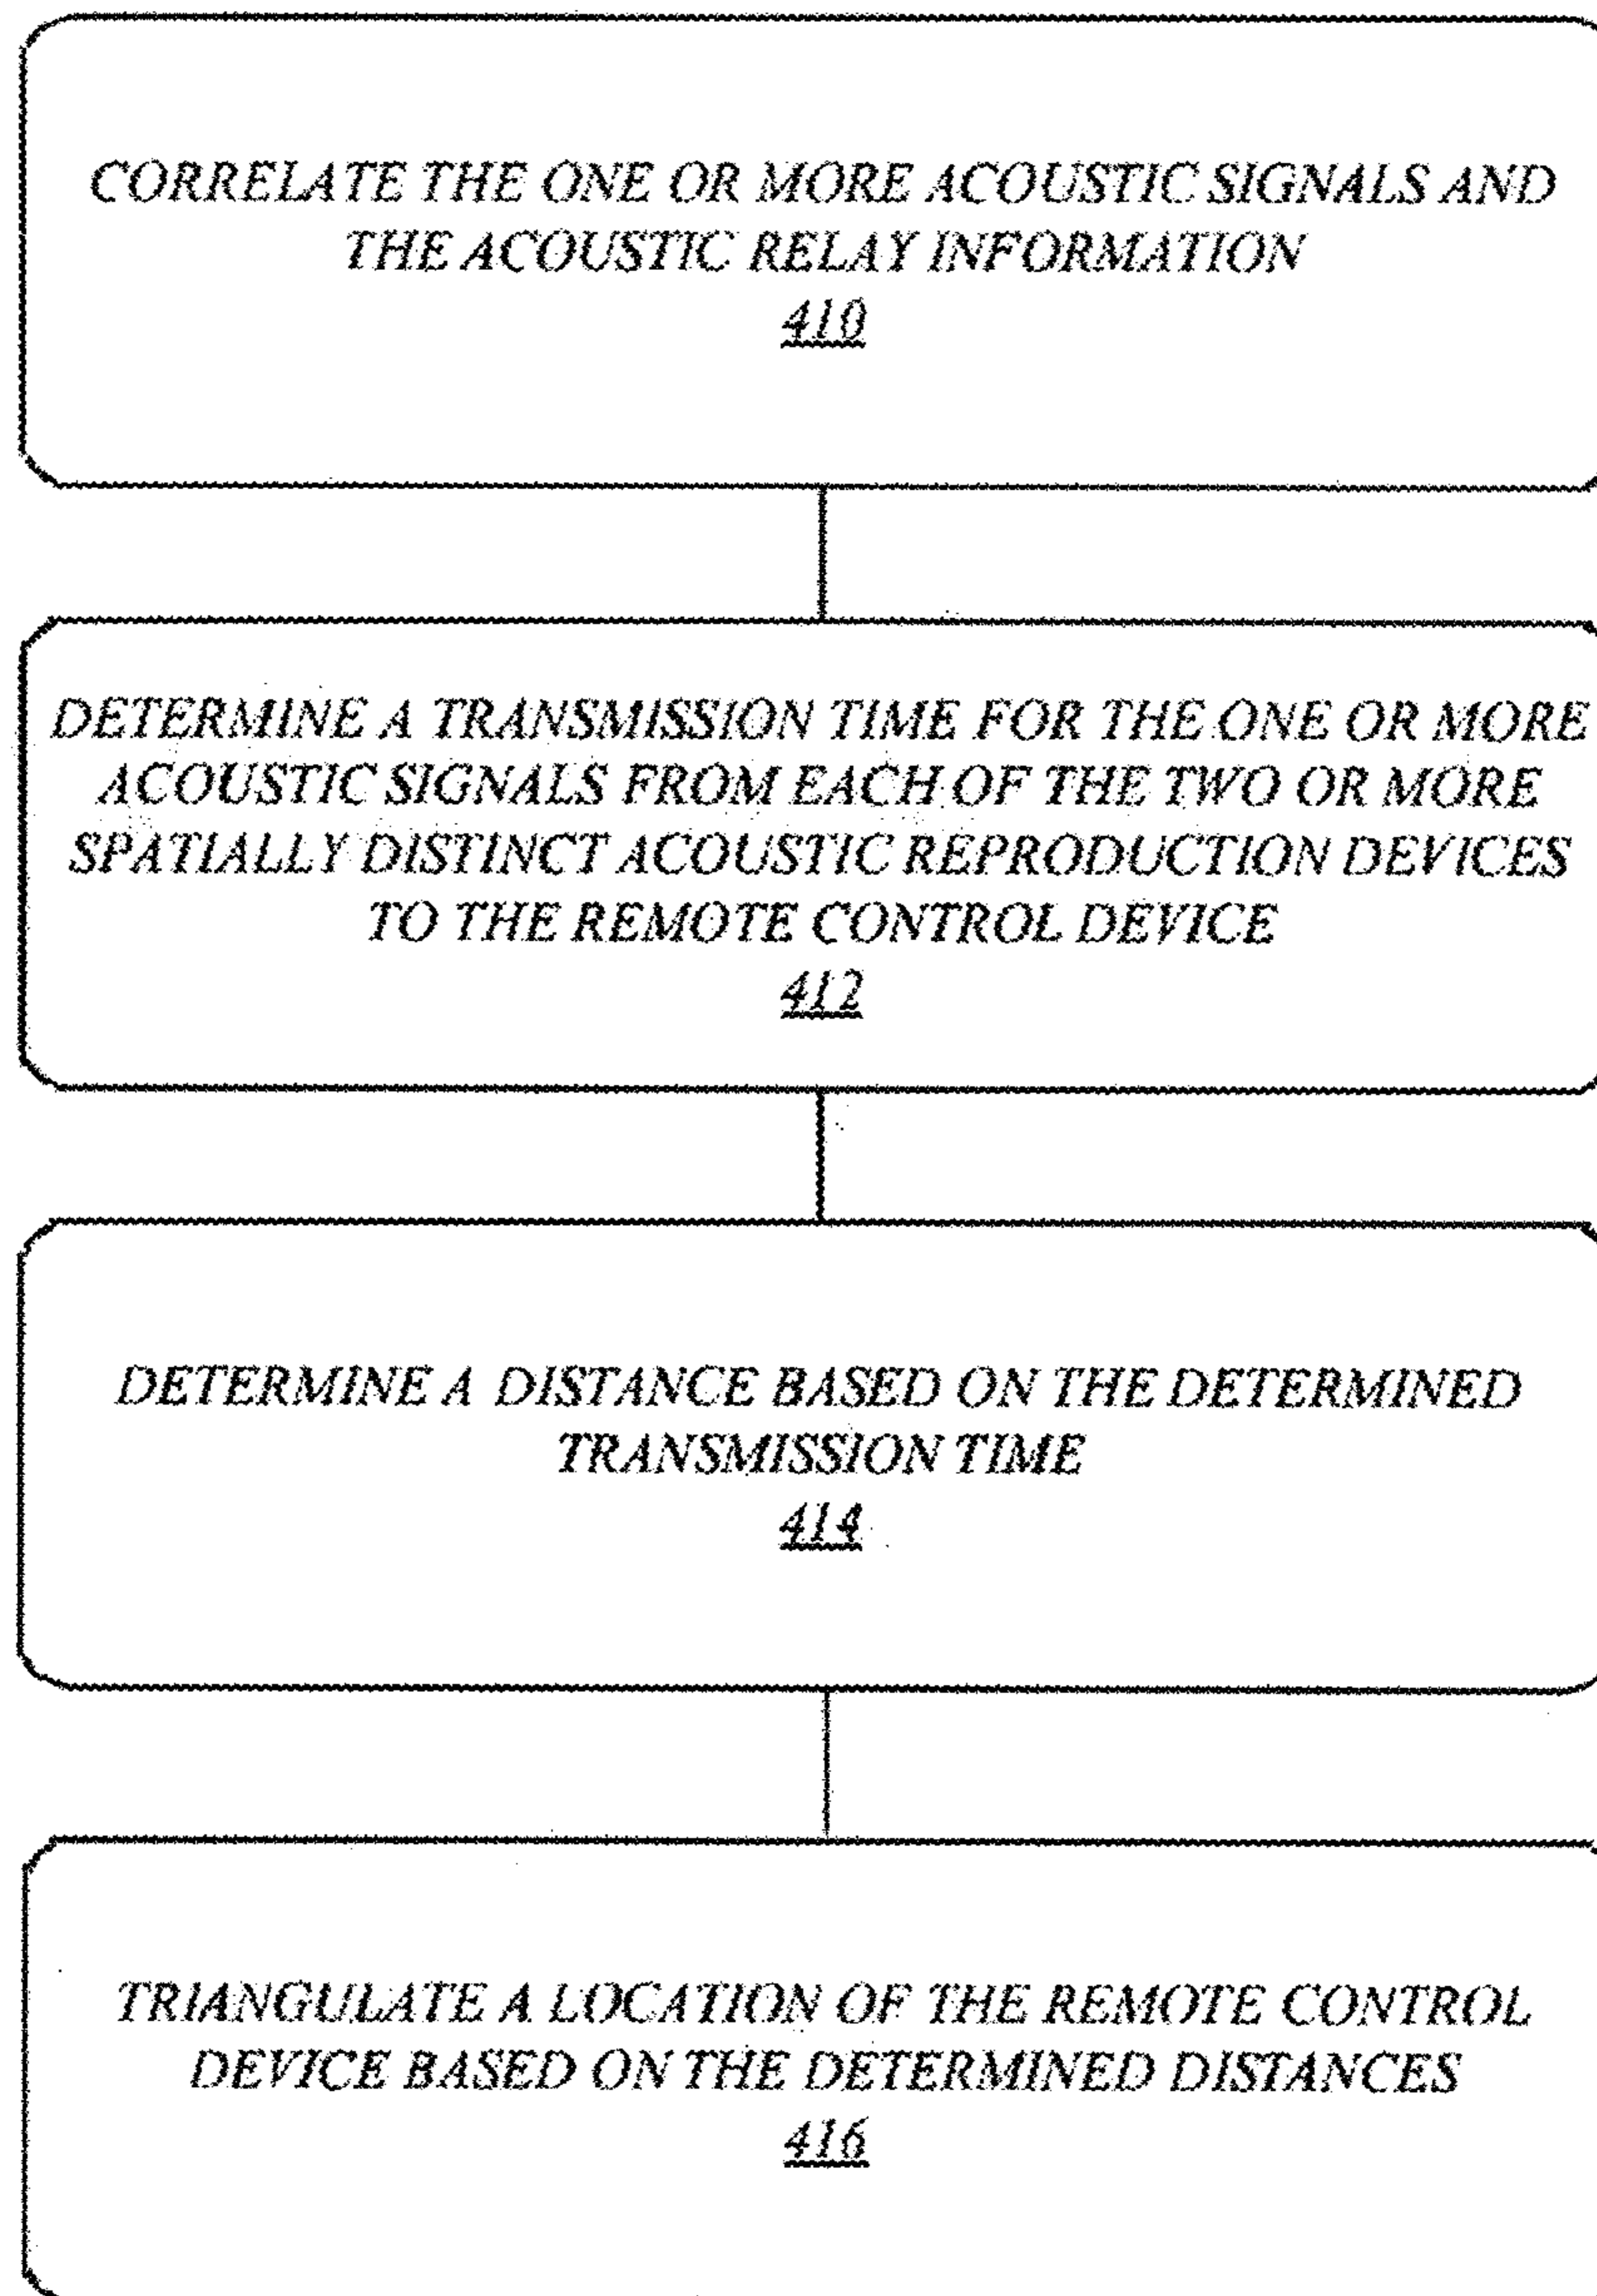 CORRELATE THE ONE OR MORE ACOUSTIC SIGNALS AND
THE ACOUSTIC RELAY INFORMATION
410
DETERMINE A TRANSMISSION TIME FOR THE ONE OR MORE
ACOUSTIC SIGNALS FROM EACH OF THE TWO OR MORE
SPATIALLY DISTINCT ACOUSTIC REPRODUCTION DEVICES
TO THE REMOTE CONTROL DEVICE
412
DETERMINE A DISTANCE BASED ON THE DETERMINED
TRANSMISSION TIME
414
TRIANGULATE A LOCATION OF THE REMOTE CONTROL
DEVICE BASED ON THE DETERMINED DISTANCES
416